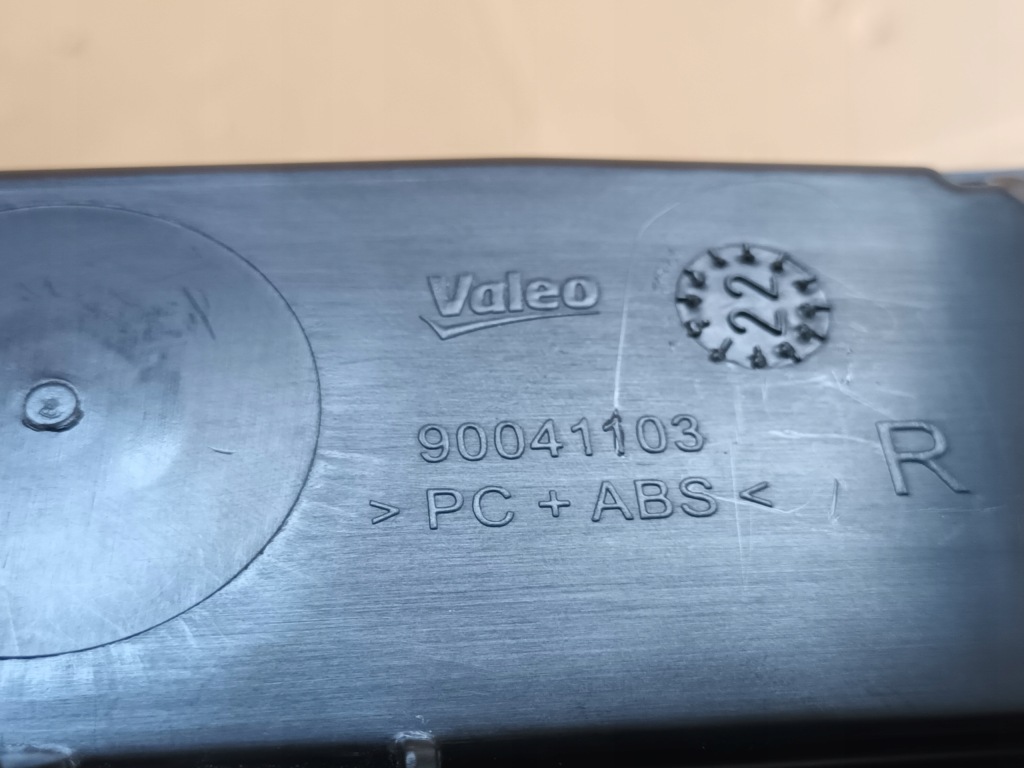 Valeo
22
90041103
> PC + ABS <
R